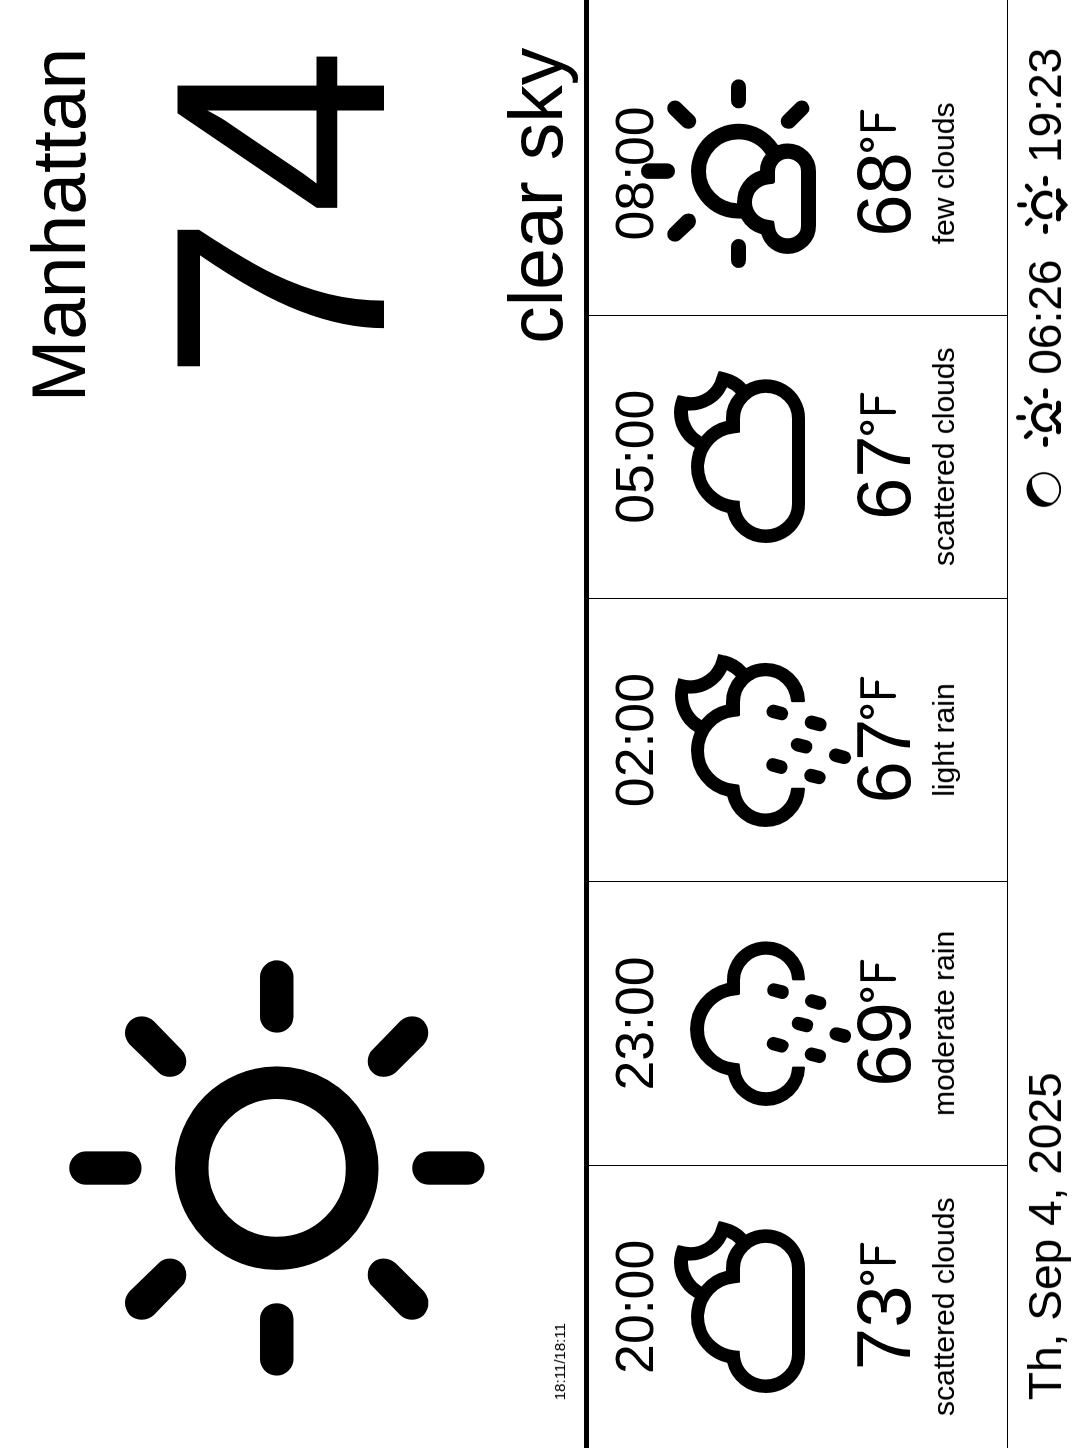 Manhattan
74
clear sky
18:11/18:11
20:00
73°F
scattered clouds
23:00
69°F
moderate rain
02:00
67°F
light rain
05:00
67°F
scattered clouds
08:00
68°F
few clouds
Th, Sep 4, 2025
06:26
19:23